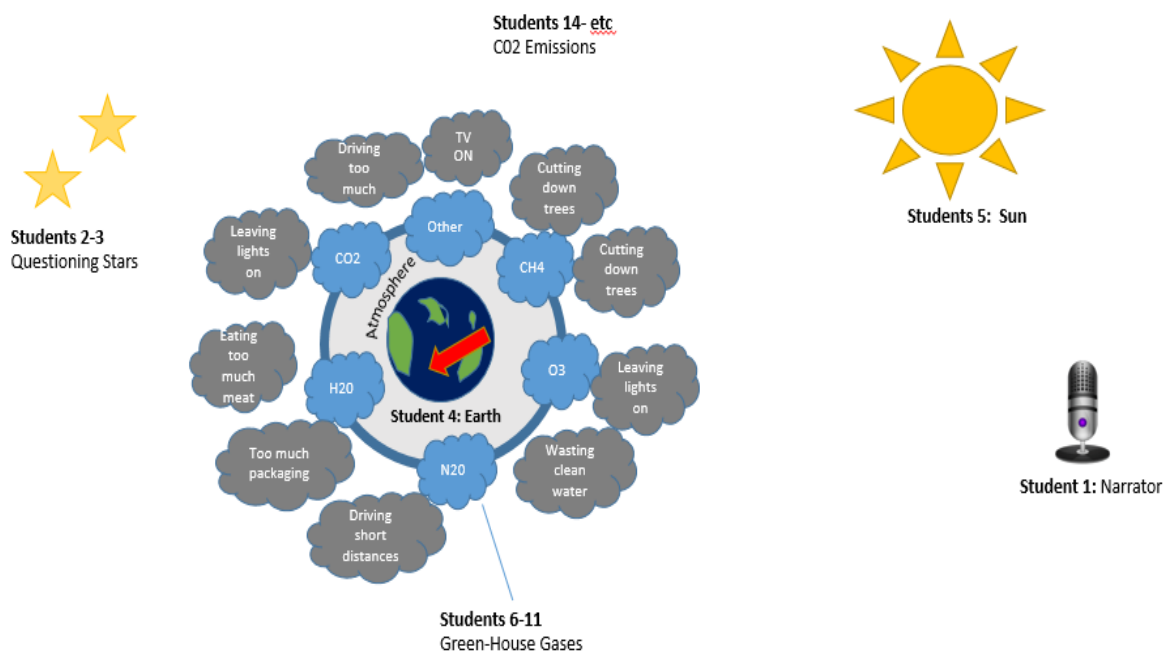 Students 14- etc
C02 Emissions
TV
ON
Driving
too
much
Cutting
down
trees
Students 5:  Sun
Students 2-3
Questioning Stars
Leaving
lights
on
CO2
Other
CH4
Cutting
down
trees
Atmosphere
Eating
too
much
meat
H20
O3
Leaving
lights
on
Student 4: Earth
Too much
packaging
N20
Wasting
clean
water
Student 1: Narrator
Driving
short
distances
Students 6-11
Green-House Gases